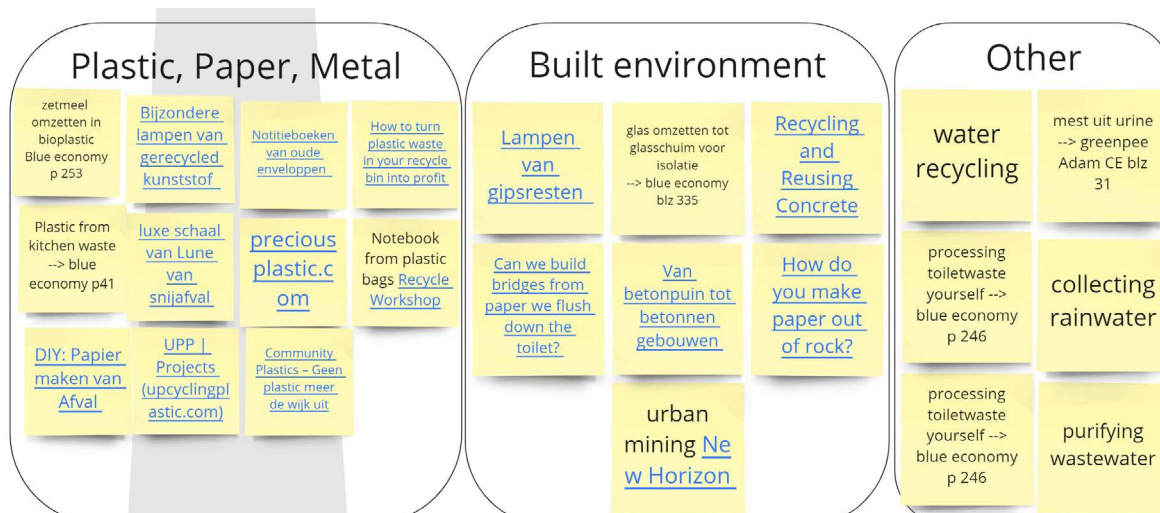 Plastic, Paper, Metal
zetmeel
omzetten in
bioplastic
Blue economy
p 253
Bijzondere
lampen van
gerecycled
kunststof
Notitieboeken
van oude
enveloppen
How to turn
plastic waste
in your recycle
bin into profit
Plastic from
kitchen waste
--> blue
economy p41
luxe schaal
van Lune van
snijafval
precious
plastic.c
om
Notebook
from plastic
bags Recycle
Workshop
DIY: Papier
maken van
Afval
UPP |
Projects
(upcyclingpl
astic.com)
Community
Plastics – Geen
plastic meer
de wijk uit
Built environment
Lampen
van
gipsresten
glas omzetten tot
glasschuim voor
isolatie
--> blue economy
blz 335
Recycling
and
Reusing
Concrete
Can we build
bridges from
paper we flush
down the
toilet?
Van
betonpuin tot
betonnen
gebouwen
How do
you make
paper out
of rock?
urban
mining Ne
w Horizon
Other
water
recycling
mest uit urine
--> greenpee
Adam CE blz
31
processing
toiletwaste
yourself -->
blue economy
p 246
collecting
rainwater
processing
toiletwaste
yourself -->
blue economy
p 246
purifying
wastewater